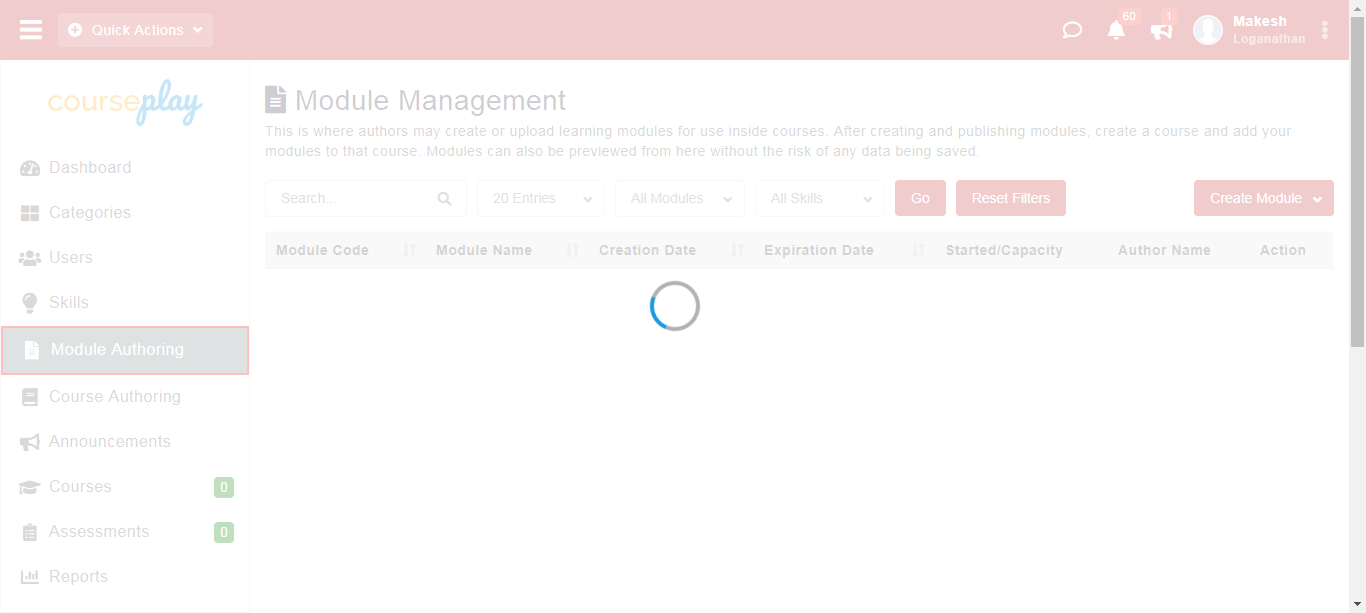 Quick Actions
60
1
Makesh
Loganathan
courseplay
Dashboard
Categories
Users
Skills
Module Authoring
Course Authoring
Announcements
Courses 0
Assessments 0
Reports
Module Management
This is where authors may create or upload learning modules for use inside courses. After creating and publishing modules, create a course and add your
modules to that course. Modules can also be previewed from here without the risk of any data being saved.
Search... 20 Entries All Modules All Skills Go Reset Filters Create Module
Module Code Module Name Creation Date Expiration Date Started/Capacity Author Name Action